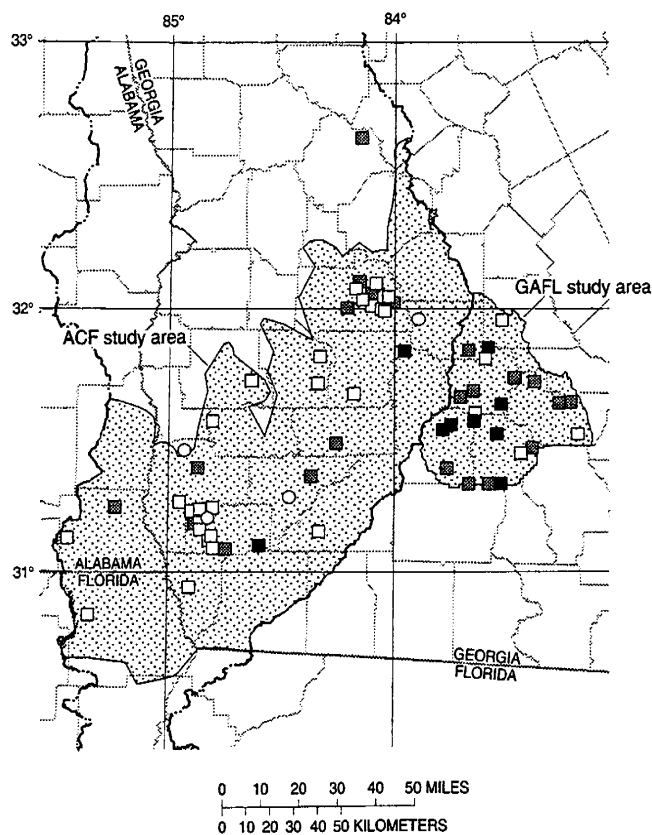 85°
84°
33°
GEORGIA
ALABAMA
GAFL study area
32°
ACF study area
31°
ALABAMA
FLORIDA
GEORGIA
FLORIDA
0 10 20 30 40 50 MILES
0 10 20 30 40 50 KILOMETERS